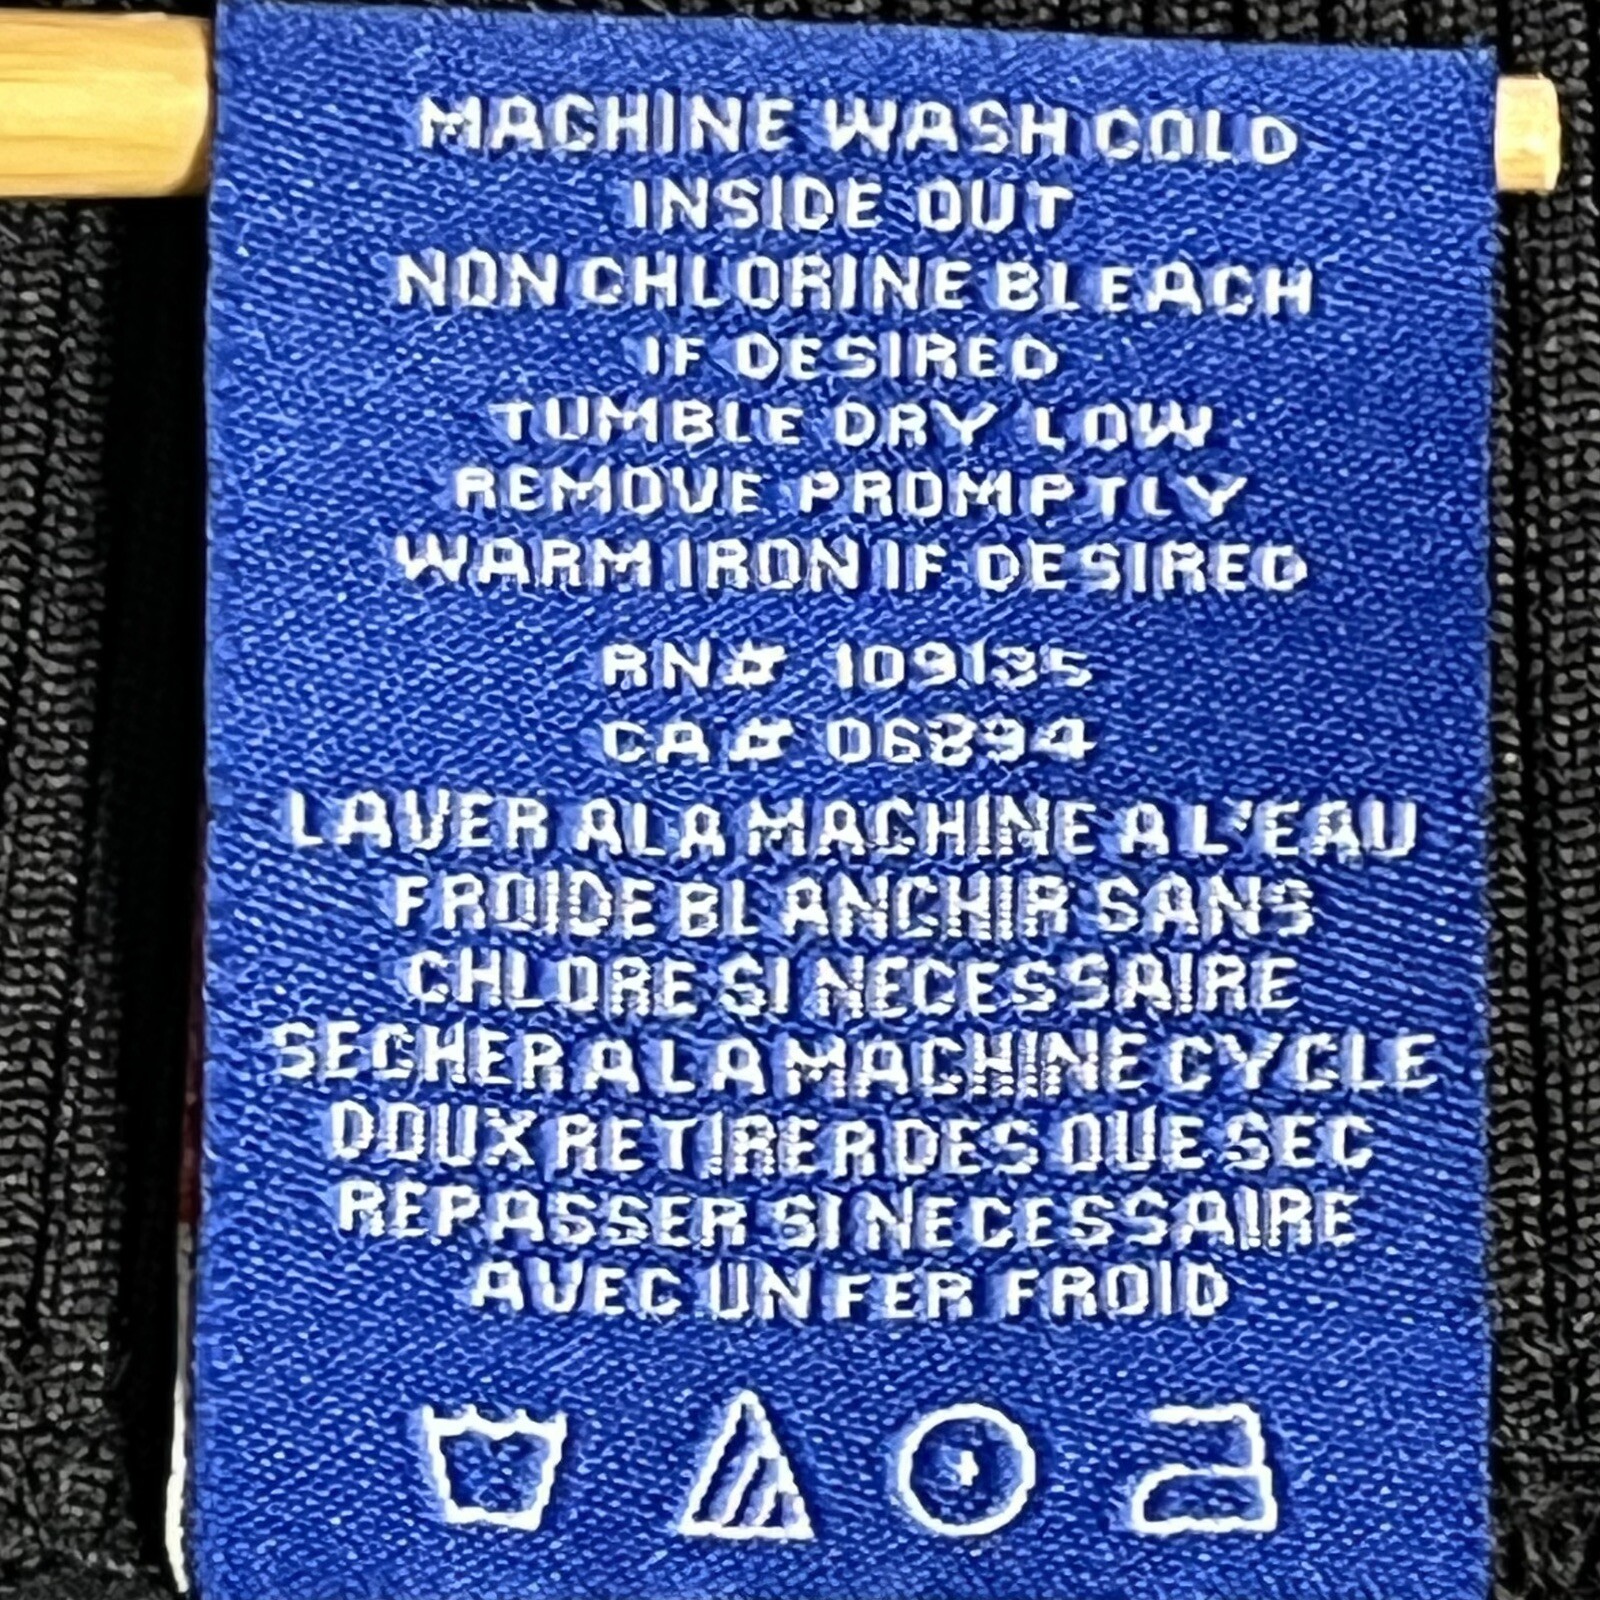 MACHINE WASH COLD
INSIDE OUT
NON CHLORINE BLEACH
IF DESIRED
TUMBLE DRY LOW
REMOVE PROMPTLY
WARM IRON IF DESIRED
RN# 109135
CA# 06894
LAVER A LA MACHINE A L'EAU
FROIDE BLANCHIR SANS
CHLORE SI NECESSAIRE
SECHER A LA MACHINE CYCLE
DOUX RETIRER DES QUE SEC
REPASSER SI NECESSAIRE
AVEC UN FER FROID